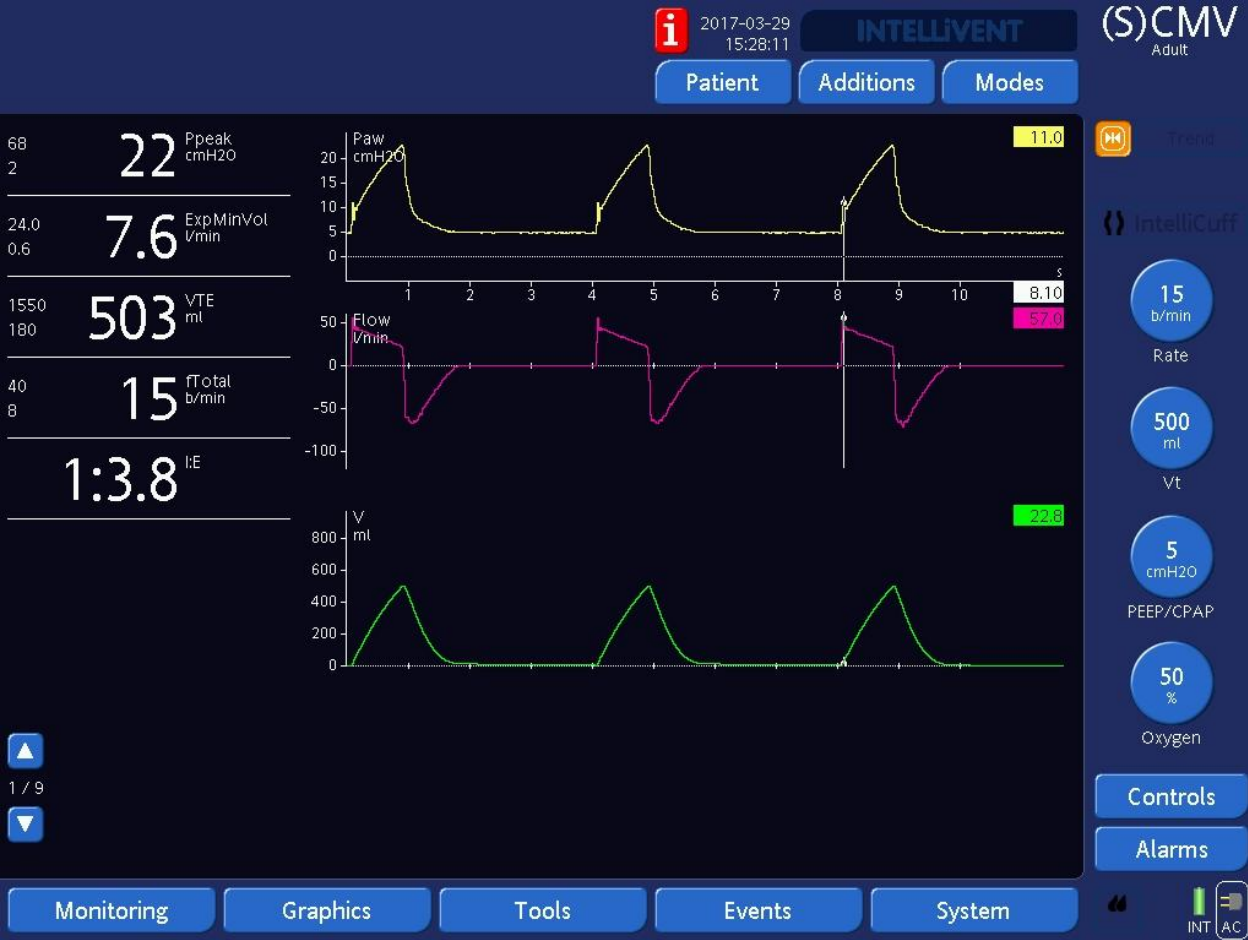 2017-03-29
15:28:11
INTELLiVENT
(S)CMV
Adult
Patient
Additions
Modes
68
2
22
Ppeak
cmH2O
24.0
0.6
7.6
ExpMinVol
l/min
1550
180
503
VTE
ml
40
8
15
fTotal
b/min
1:3.8
I:E
Paw
cmH2O
11.0
20
15
10
5
0
s
1 2 3 4 5 6 7 8 9 10
8.10
Flow
l/min
57.0
50
0
-50
-100
V
ml
22.8
800
600
400
200
0
Trend
IntelliCuff
15
b/min
Rate
500
ml
Vt
5
cmH2O
PEEP/CPAP
50
%
Oxygen
Controls
Alarms
1 / 9
Monitoring
Graphics
Tools
Events
System
INT
AC